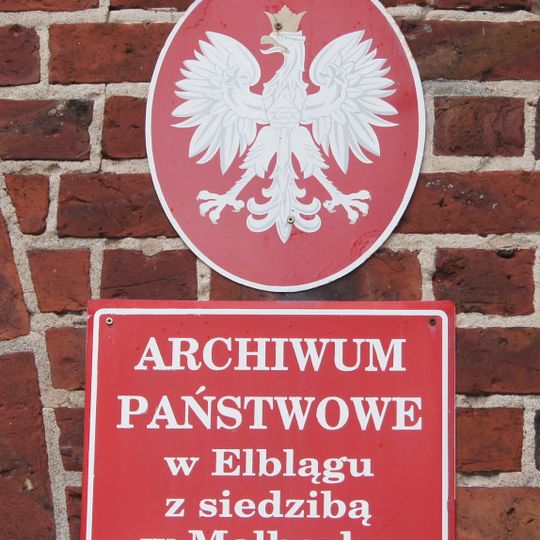 ARCHIWUM
PAŃSTWOWE
w Elblągu
z siedzibą
w